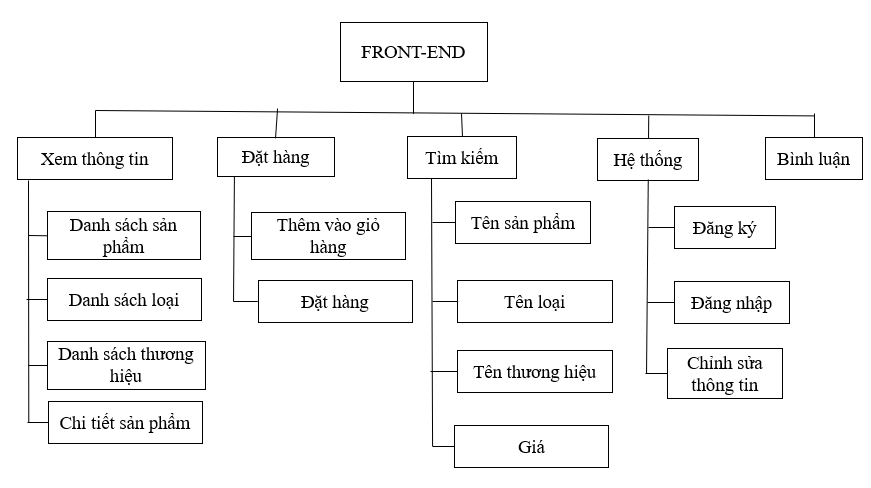 FRONT-END
Xem thông tin
Đặt hàng
Tìm kiếm
Hệ thống
Bình luận
Danh sách sản
phẩm
Danh sách loại
Danh sách thương
hiệu
Chi tiết sản phẩm
Thêm vào giỏ
hàng
Đặt hàng
Tên sản phẩm
Tên loại
Tên thương hiệu
Giá
Đăng ký
Đăng nhập
Chỉnh sửa
thông tin